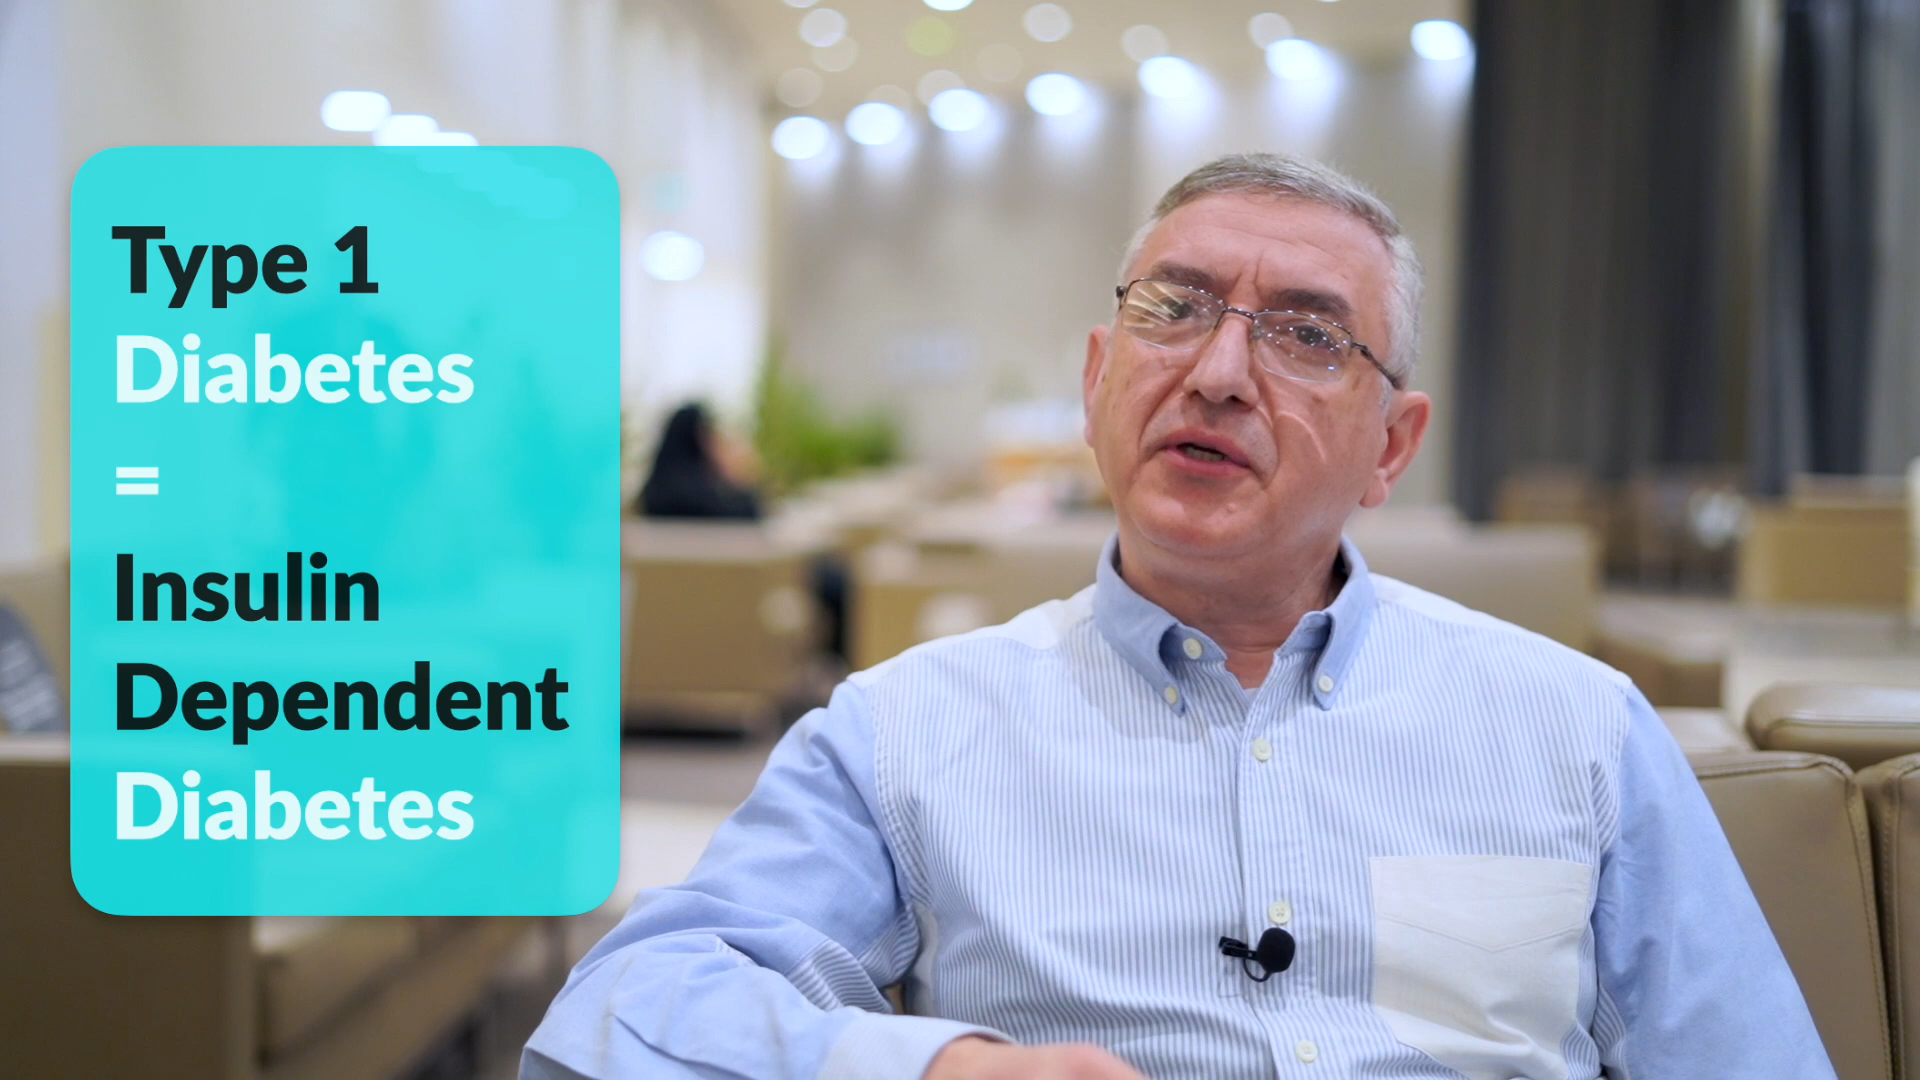 Type 1
Diabetes
=
Insulin
Dependent
Diabetes